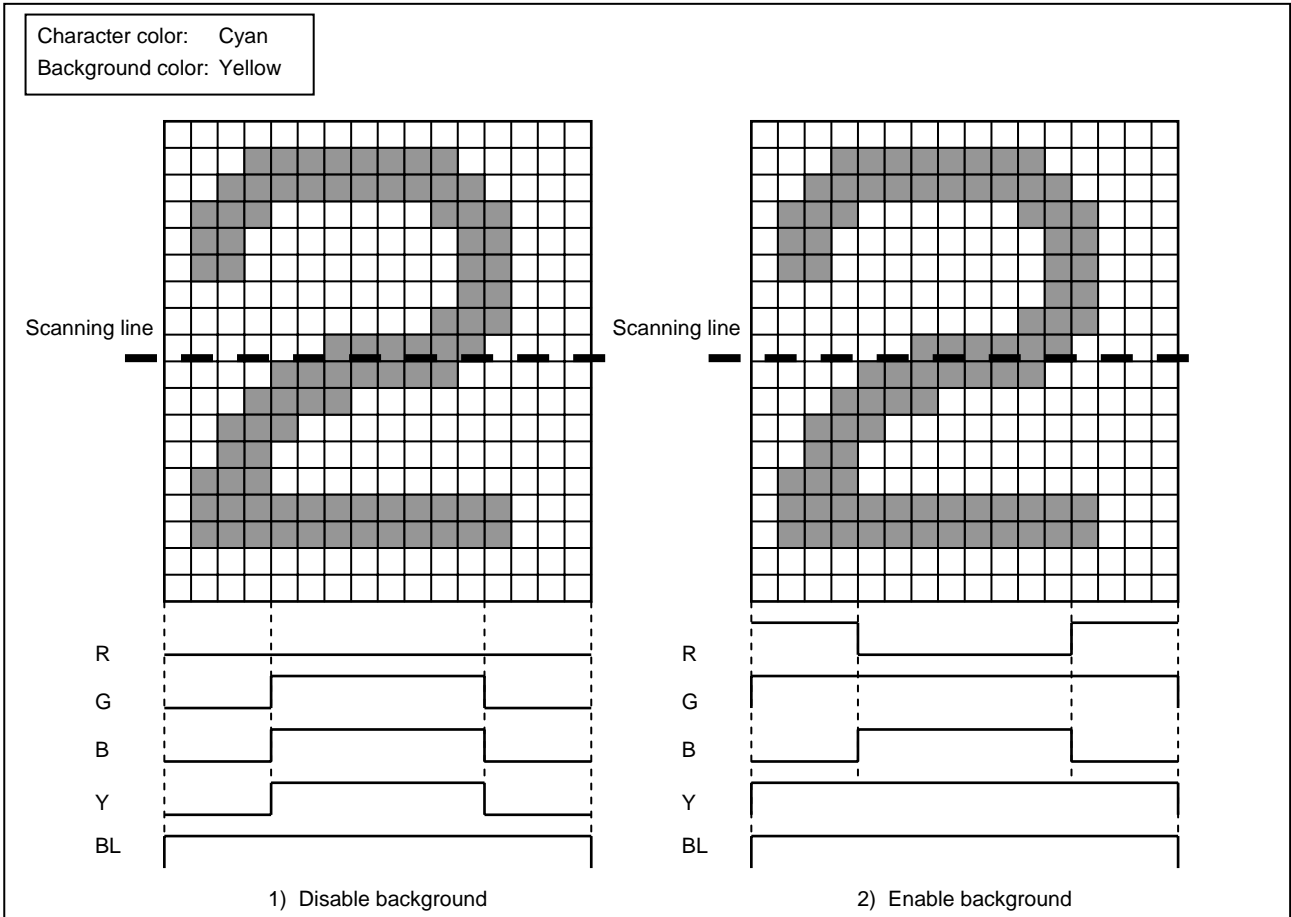 Character color: Cyan
Background color: Yellow
Scanning line
Scanning line
R
G
B
Y
BL
R
G
B
Y
BL
1) Disable background
2) Enable background